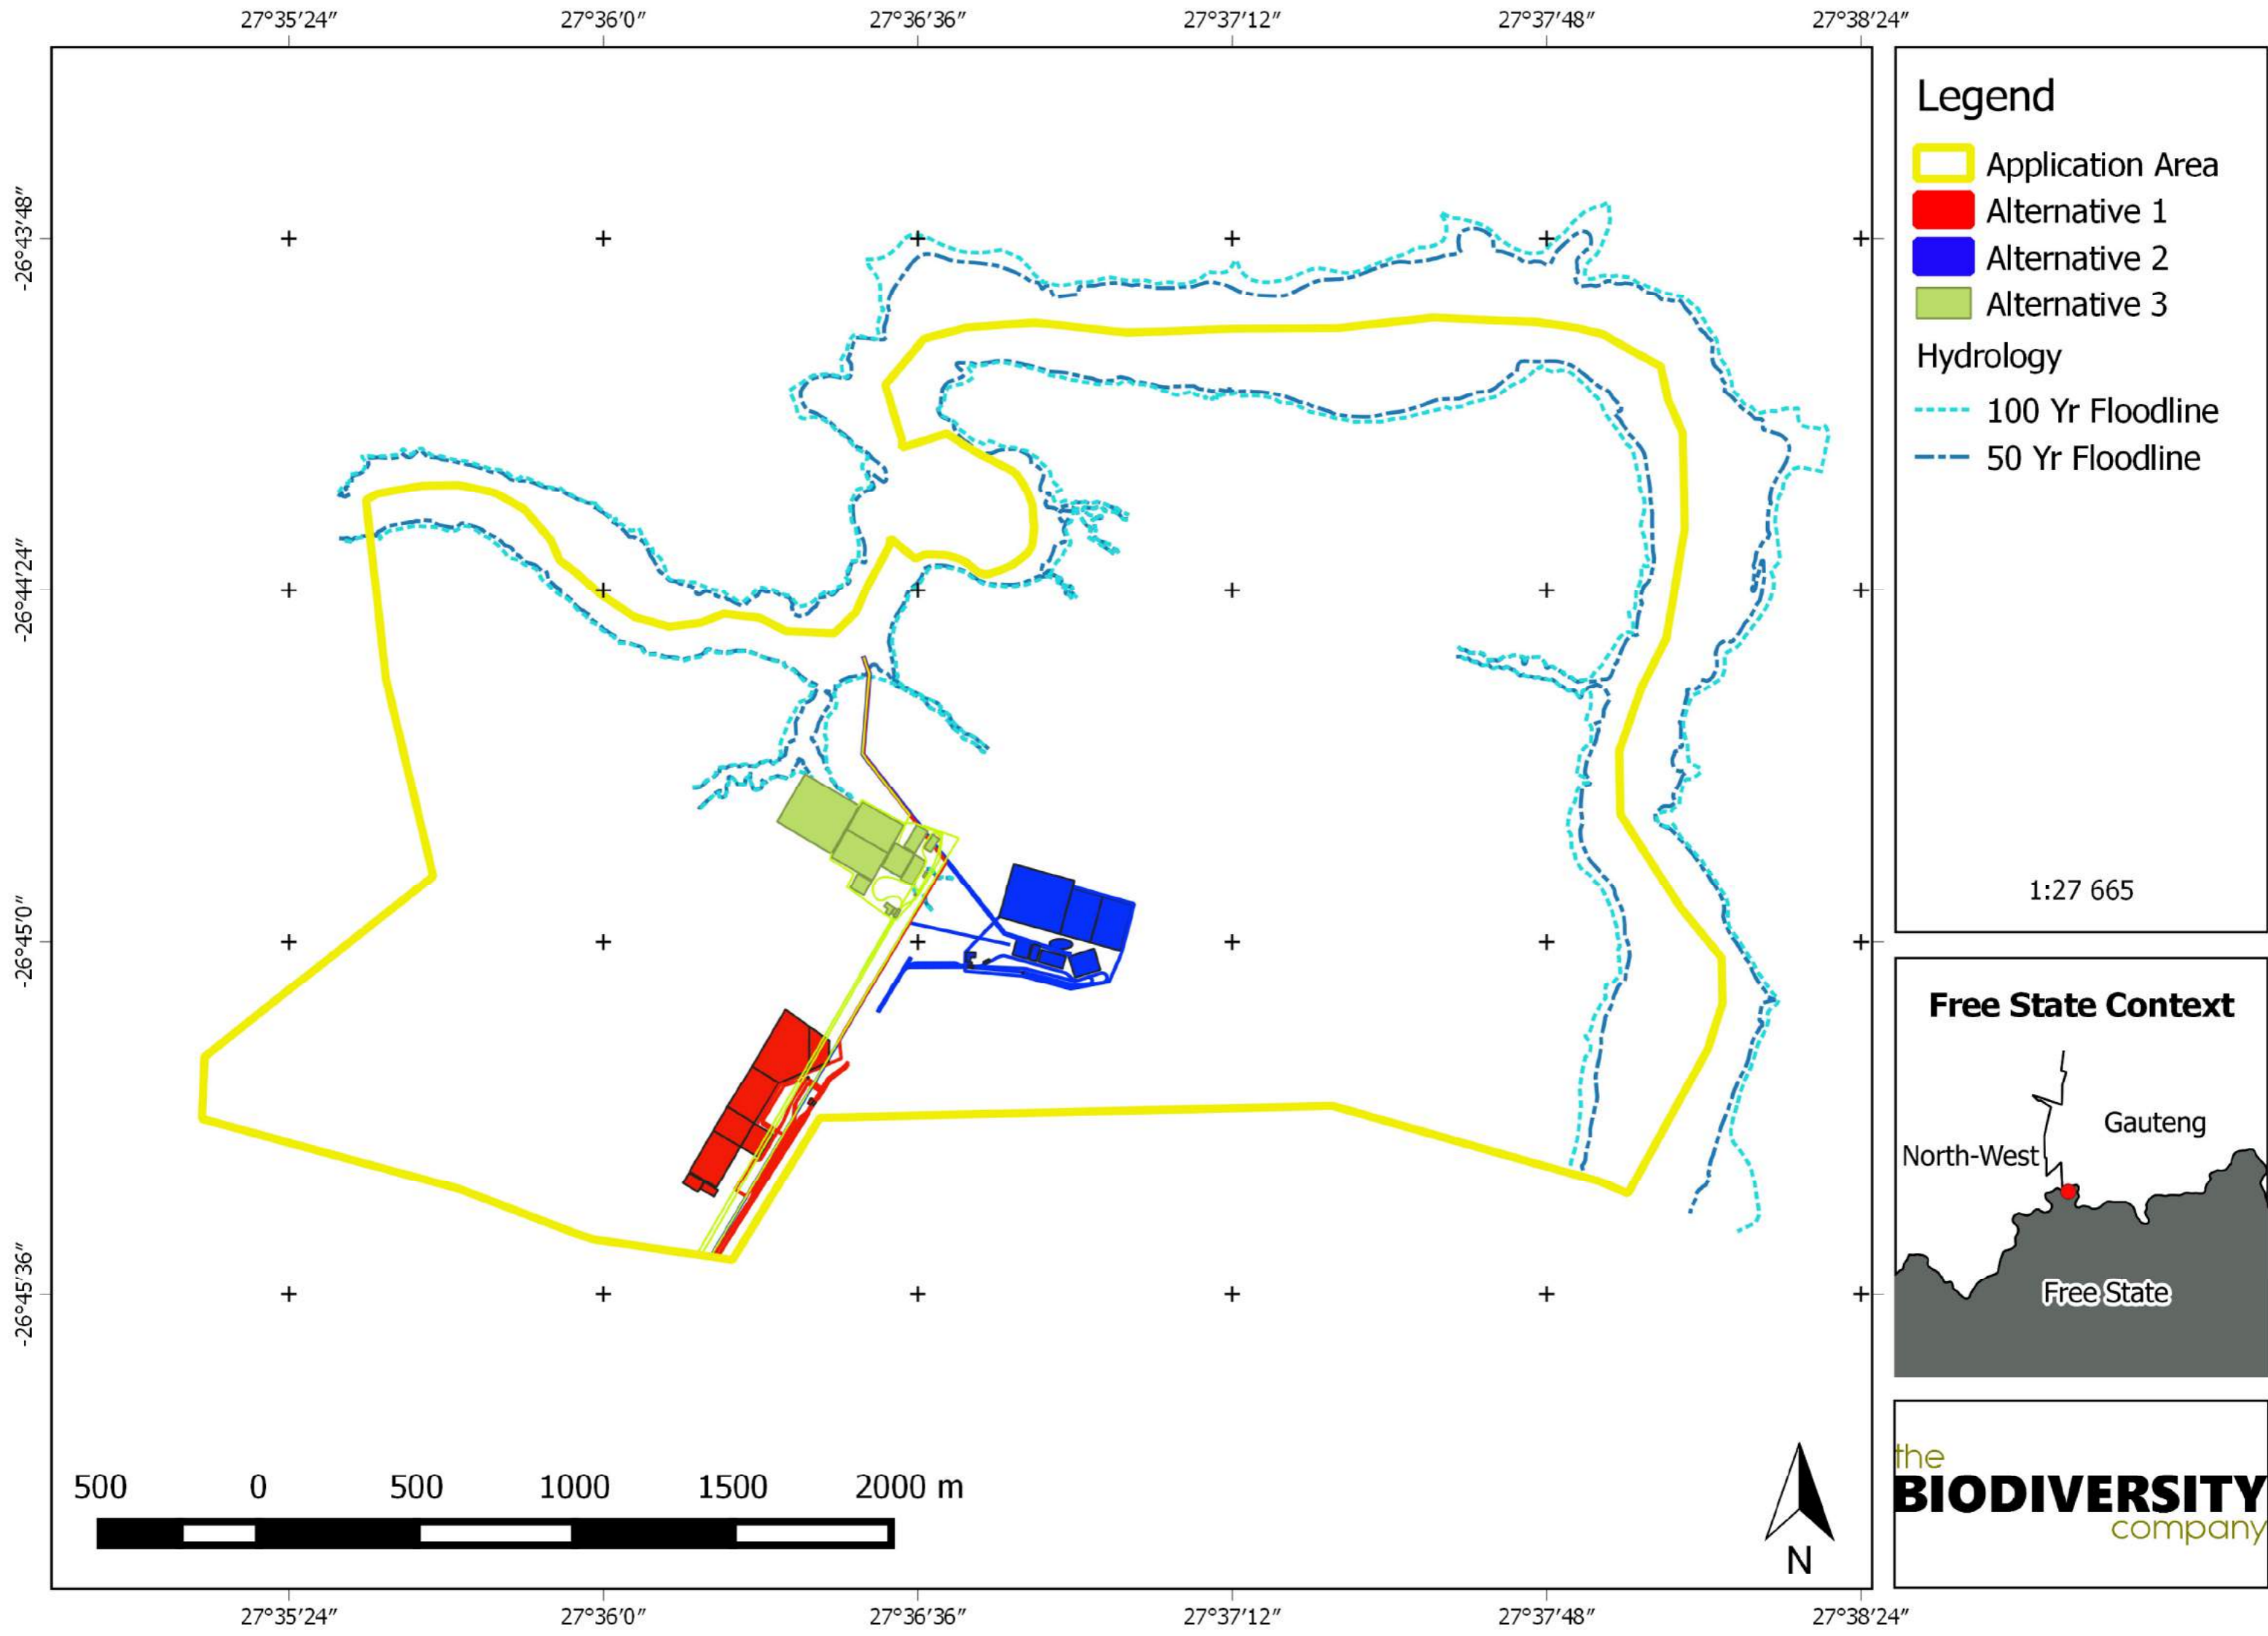 27°35′24″ 27°36′0″ 27°36′36″ 27°37′12″ 27°37′48″ 27°38′24″
-26°43′48″
-26°44′24″
-26°45′0″
-26°45′36″
500 0 500 1000 1500 2000 m
N
27°35′24″ 27°36′0″ 27°36′36″ 27°37′12″ 27°37′48″ 27°38′24″
Legend
Application Area
Alternative 1
Alternative 2
Alternative 3
Hydrology
100 Yr Floodline
50 Yr Floodline
1:27 665
Free State Context
Gauteng
North-West
Free State
the
BIODIVERSITY
company